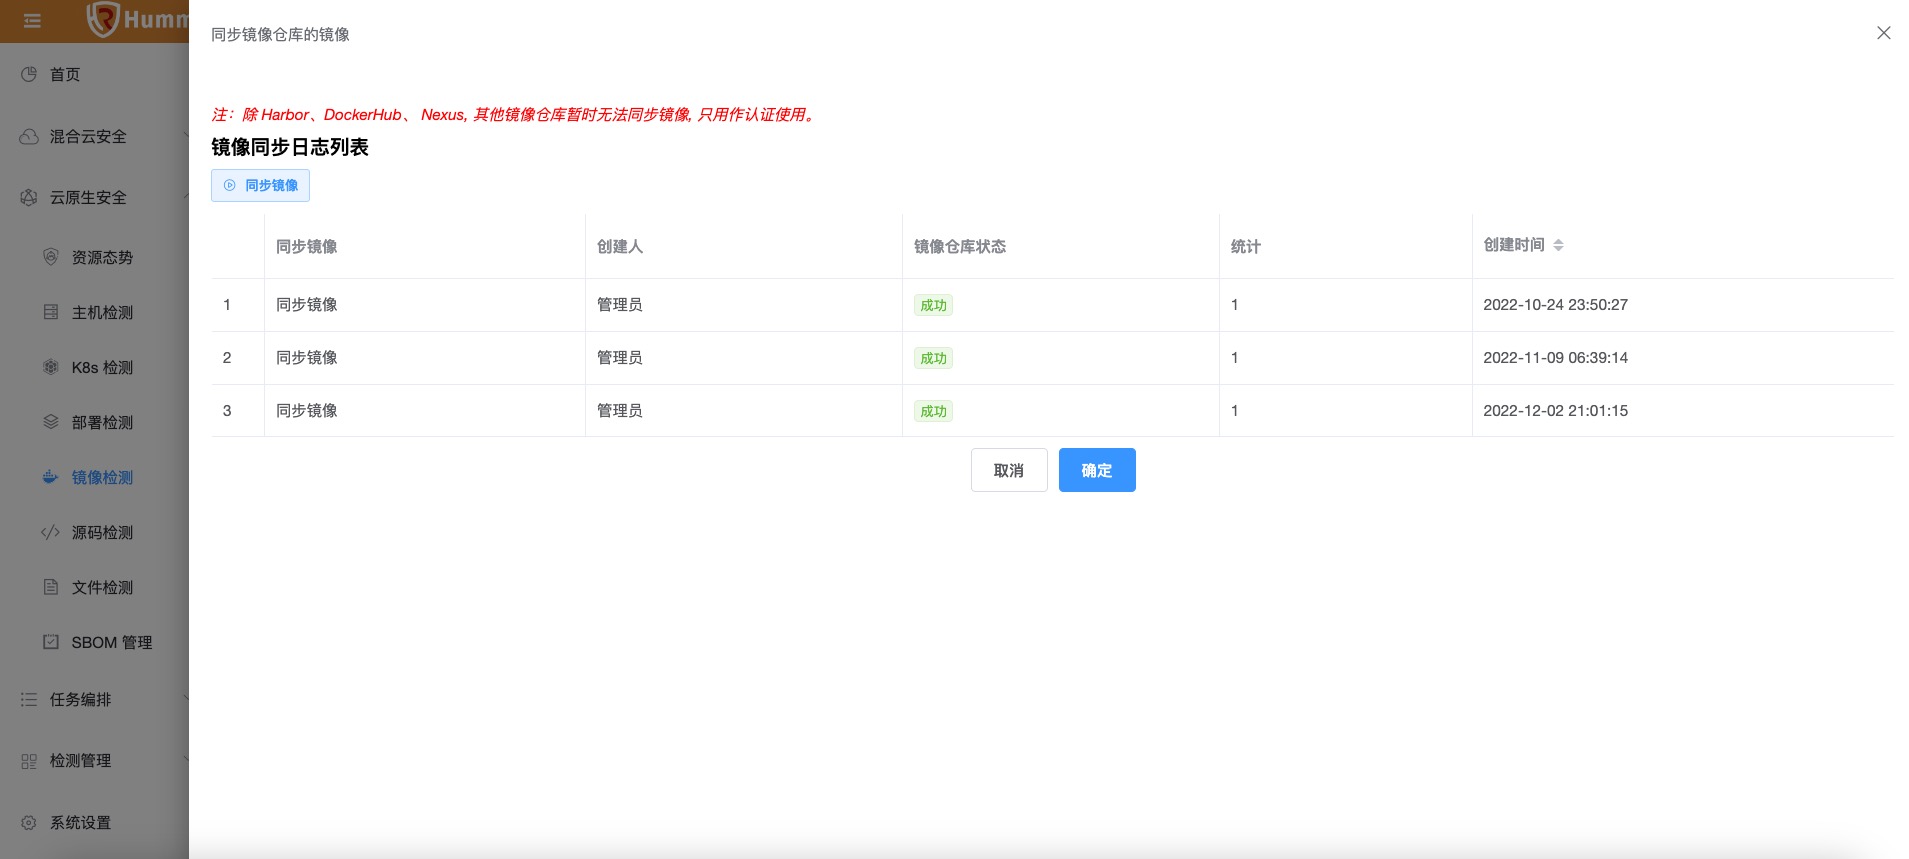 Humm
首页
混合云安全
云原生安全
资源态势
主机检测
K8s 检测
部署检测
镜像检测
源码检测
文件检测
SBOM 管理
任务编排
检测管理
系统设置
同步镜像仓库的镜像
注：除 Harbor、DockerHub、 Nexus, 其他镜像仓库暂时无法同步镜像, 只用作认证使用。
镜像同步日志列表
同步镜像
同步镜像 创建人 镜像仓库状态 统计 创建时间
1 同步镜像 管理员 成功 1 2022-10-24 23:50:27
2 同步镜像 管理员 成功 1 2022-11-09 06:39:14
3 同步镜像 管理员 成功 1 2022-12-02 21:01:15
取消 确定